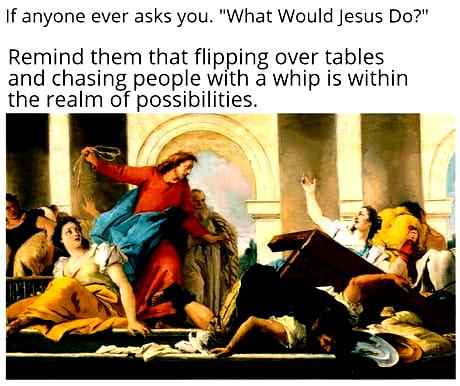 If anyone ever asks you. "What Would Jesus Do?"
Remind them that flipping over tables
and chasing people with a whip is within
the realm of possibilities.